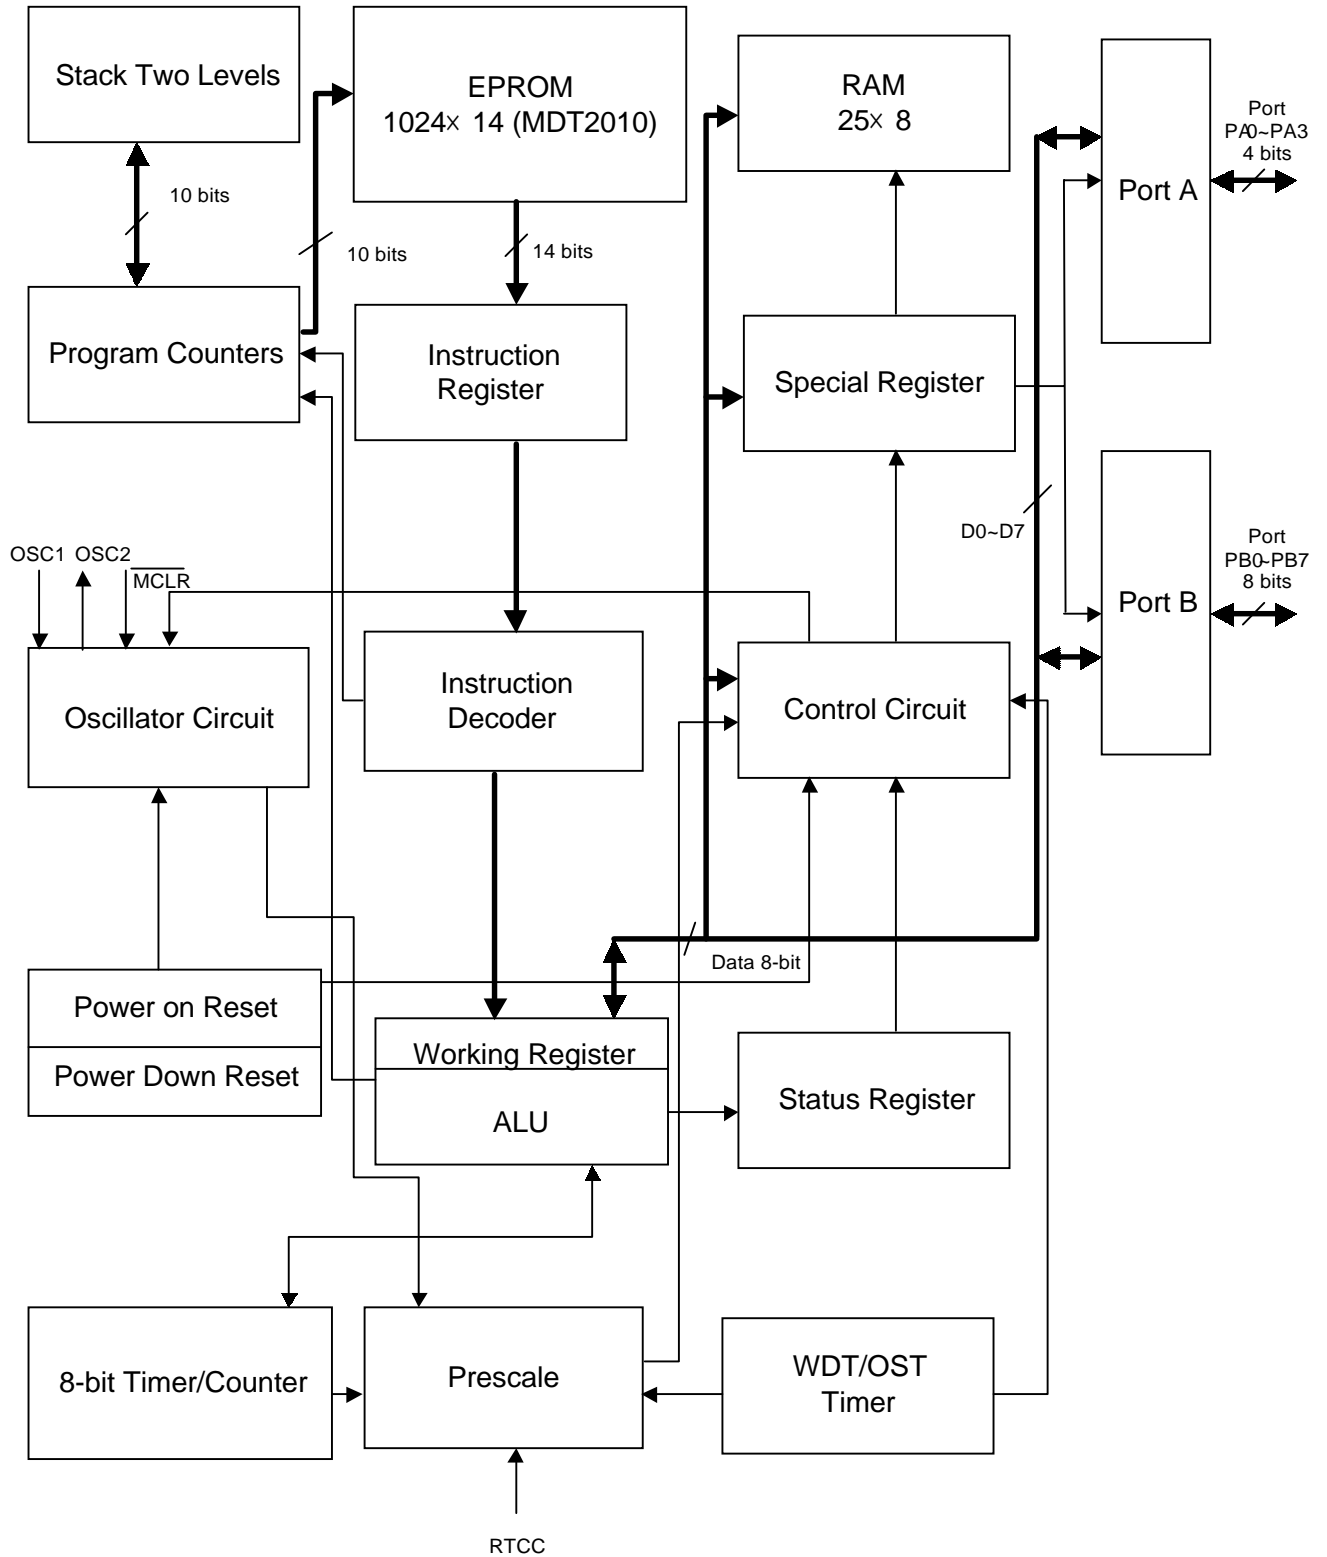 Stack Two Levels
EPROM
1024× 14 (MDT2010)
RAM
25× 8
Port
PA0~PA3
4 bits
Port A
10 bits
10 bits
14 bits
Program Counters
Instruction
Register
Special Register
D0~D7
Port
PB0~PB7
8 bits
Port B
OSC1 OSC2
MCLR
Oscillator Circuit
Instruction
Decoder
Control Circuit
Data 8-bit
Power on Reset
Power Down Reset
Working Register
ALU
Status Register
8-bit Timer/Counter
Prescale
WDT/OST
Timer
RTCC